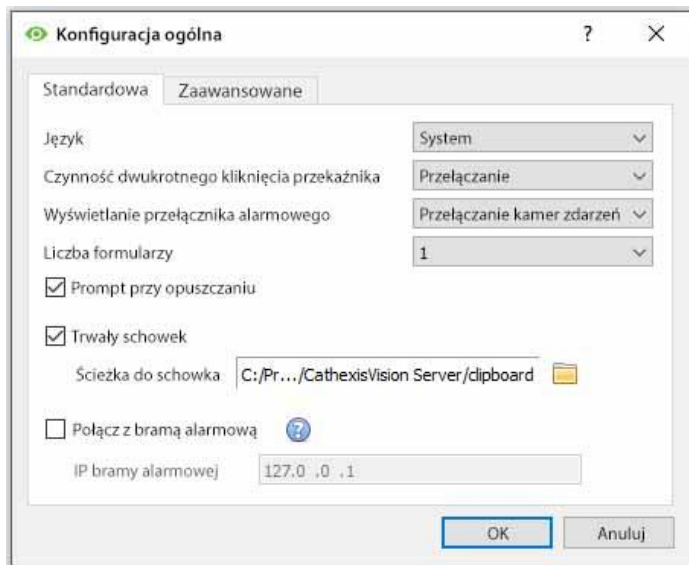 Konfiguracja ogólna
Standardowa Zaawansowane
Język System
Czynność dwukrotnego kliknięcia przekaźnika Przełączanie
Wyświetlanie przełącznika alarmowego Przełączanie kamer zdarzeń
Liczba formularzy 1
Prompt przy opuszczaniu
Trwały schowek
Ścieżka do schowka C:/Pr.../CathexisVision Server/clipboard
Połącz z bramą alarmową
IP bramy alarmowej 127.0 .0 .1
OK Anuluj